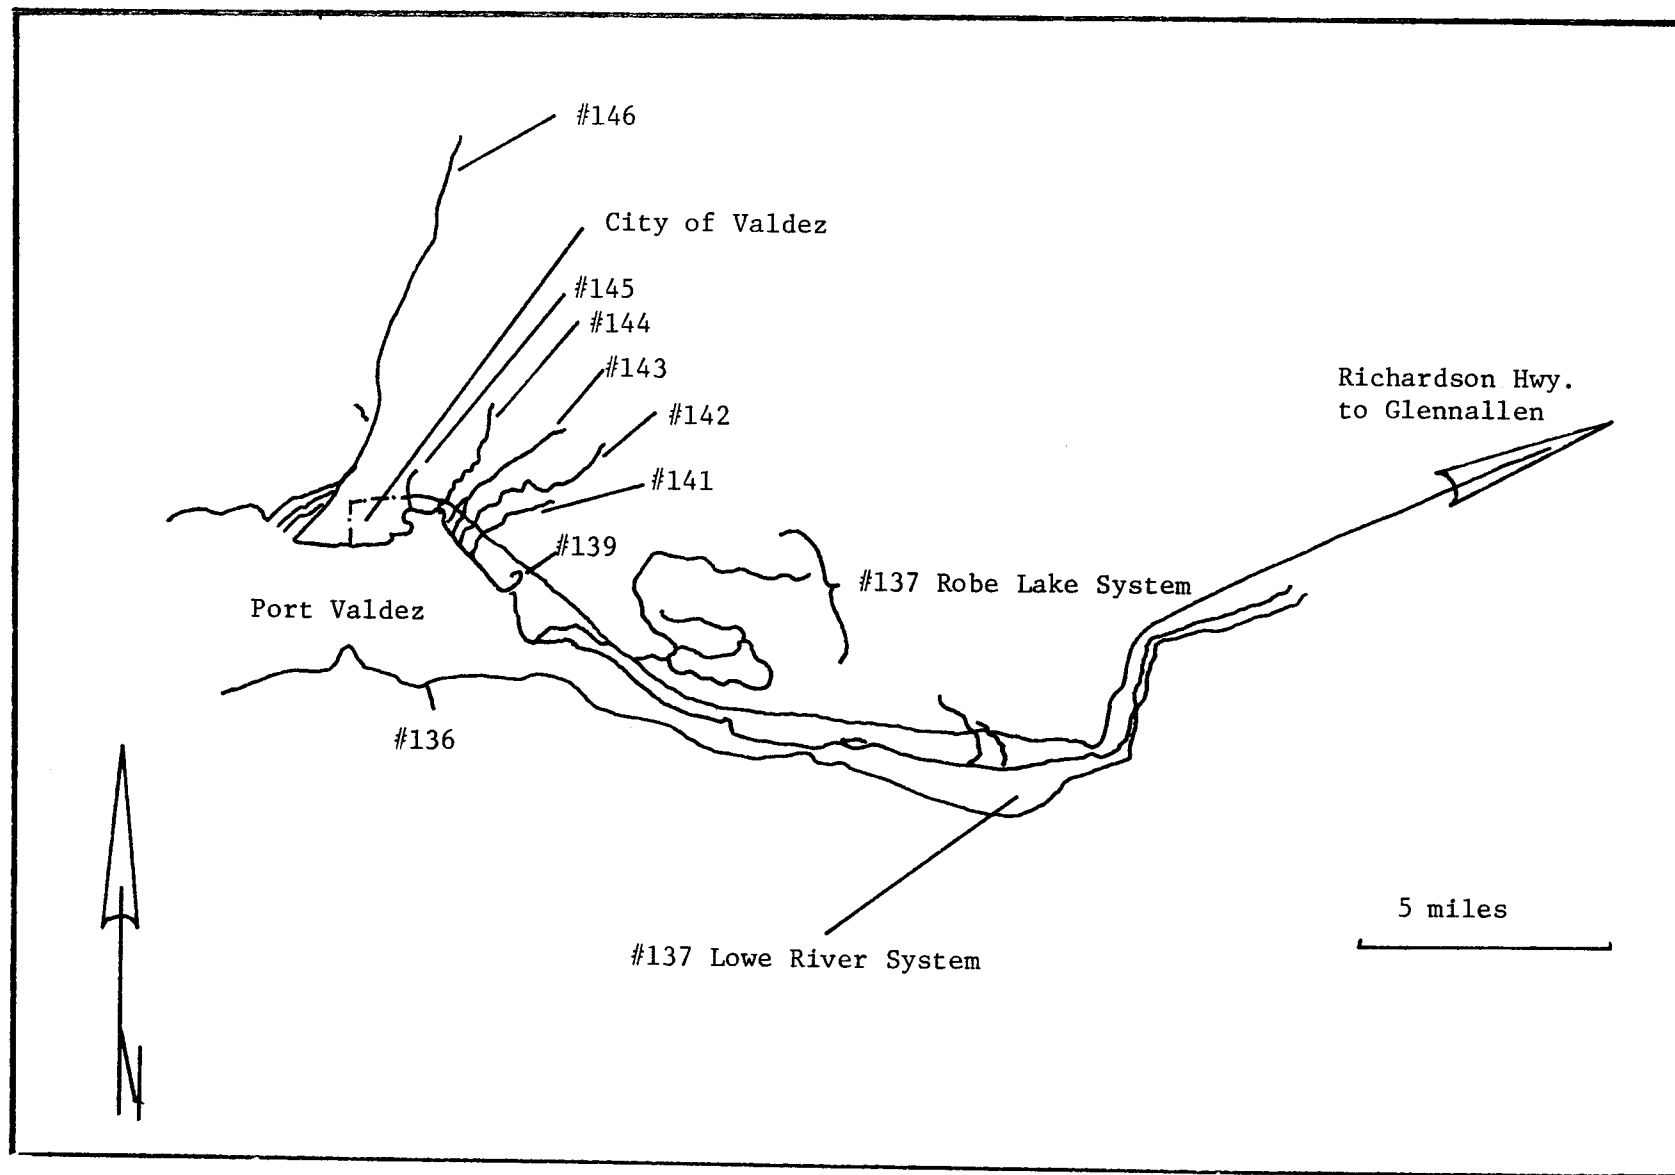 #146
City of Valdez
#145
#144
#143
Richardson Hwy.
to Glennallen
#142
#141
#139
#137 Robe Lake System
Port Valdez
#136
5 miles
#137 Lowe River System
N